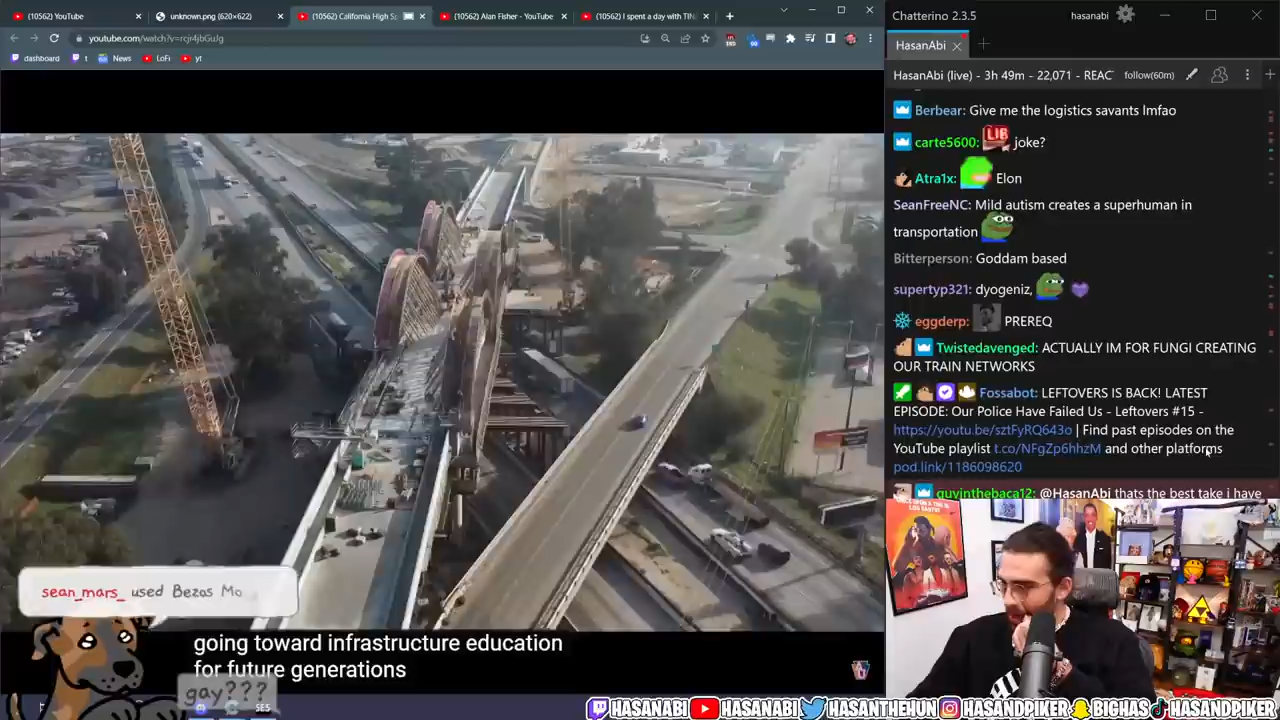 (10562) YouTube
unknown.png (620×622)
(10562) California High S
(10562) Alan Fisher - YouTube
(10562) I spent a day with TIN
youtube.com/watch?v=rcjr4jbGuJg
dashboard
t
News
LoFi
yt
Chatterino 2.3.5
hasanabi
HasanAbi
HasanAbi (live) - 3h 49m - 22,071 - REAC
follow(60m)
Berbear: Give me the logistics savants lmfao
carte5600: LIB joke?
Atra1x: Elon
SeanFreeNC: Mild autism creates a superhuman in
transportation
Bitterperson: Goddam based
supertyp321: dyogeniz,
eggderp: PREREQ
Twistedavenged: ACTUALLY IM FOR FUNGI CREATING
OUR TRAIN NETWORKS
Fossabot: LEFTOVERS IS BACK! LATEST
EPISODE: Our Police Have Failed Us - Leftovers #15 -
https://youtu.be/sztFyRQ643o | Find past episodes on the
YouTube playlist t.co/NFgZp6hhzM and other platforms
pod.link/1186098620
guyinthebaca12: @HasanAbi thats the best take i have
sean_mars_ used Bezos Mo
going toward infrastructure education
for future generations
gay???
HASANABI
HASANABI
HASANTHEHUN
HASANDPIKER
BIGHAS
HASANDPIKER